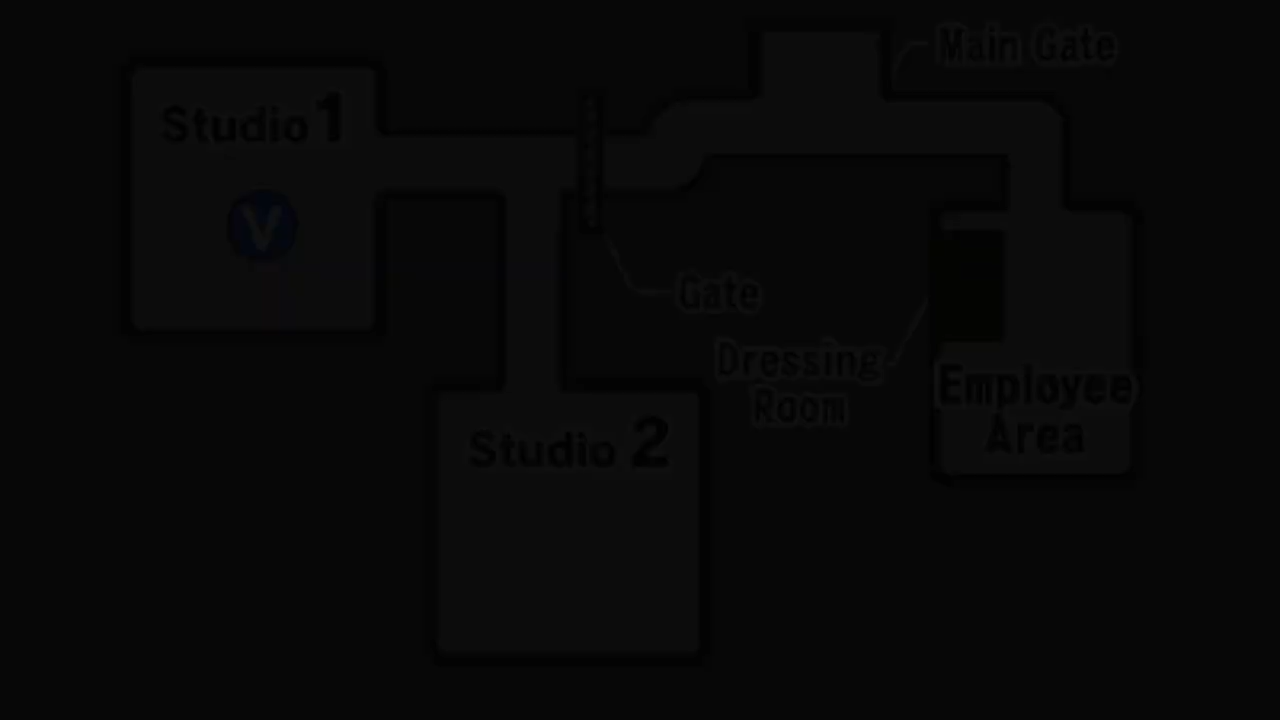 Main Gate
Studio 1
V
Gate
Dressing
Room
Employee
Area
Studio 2